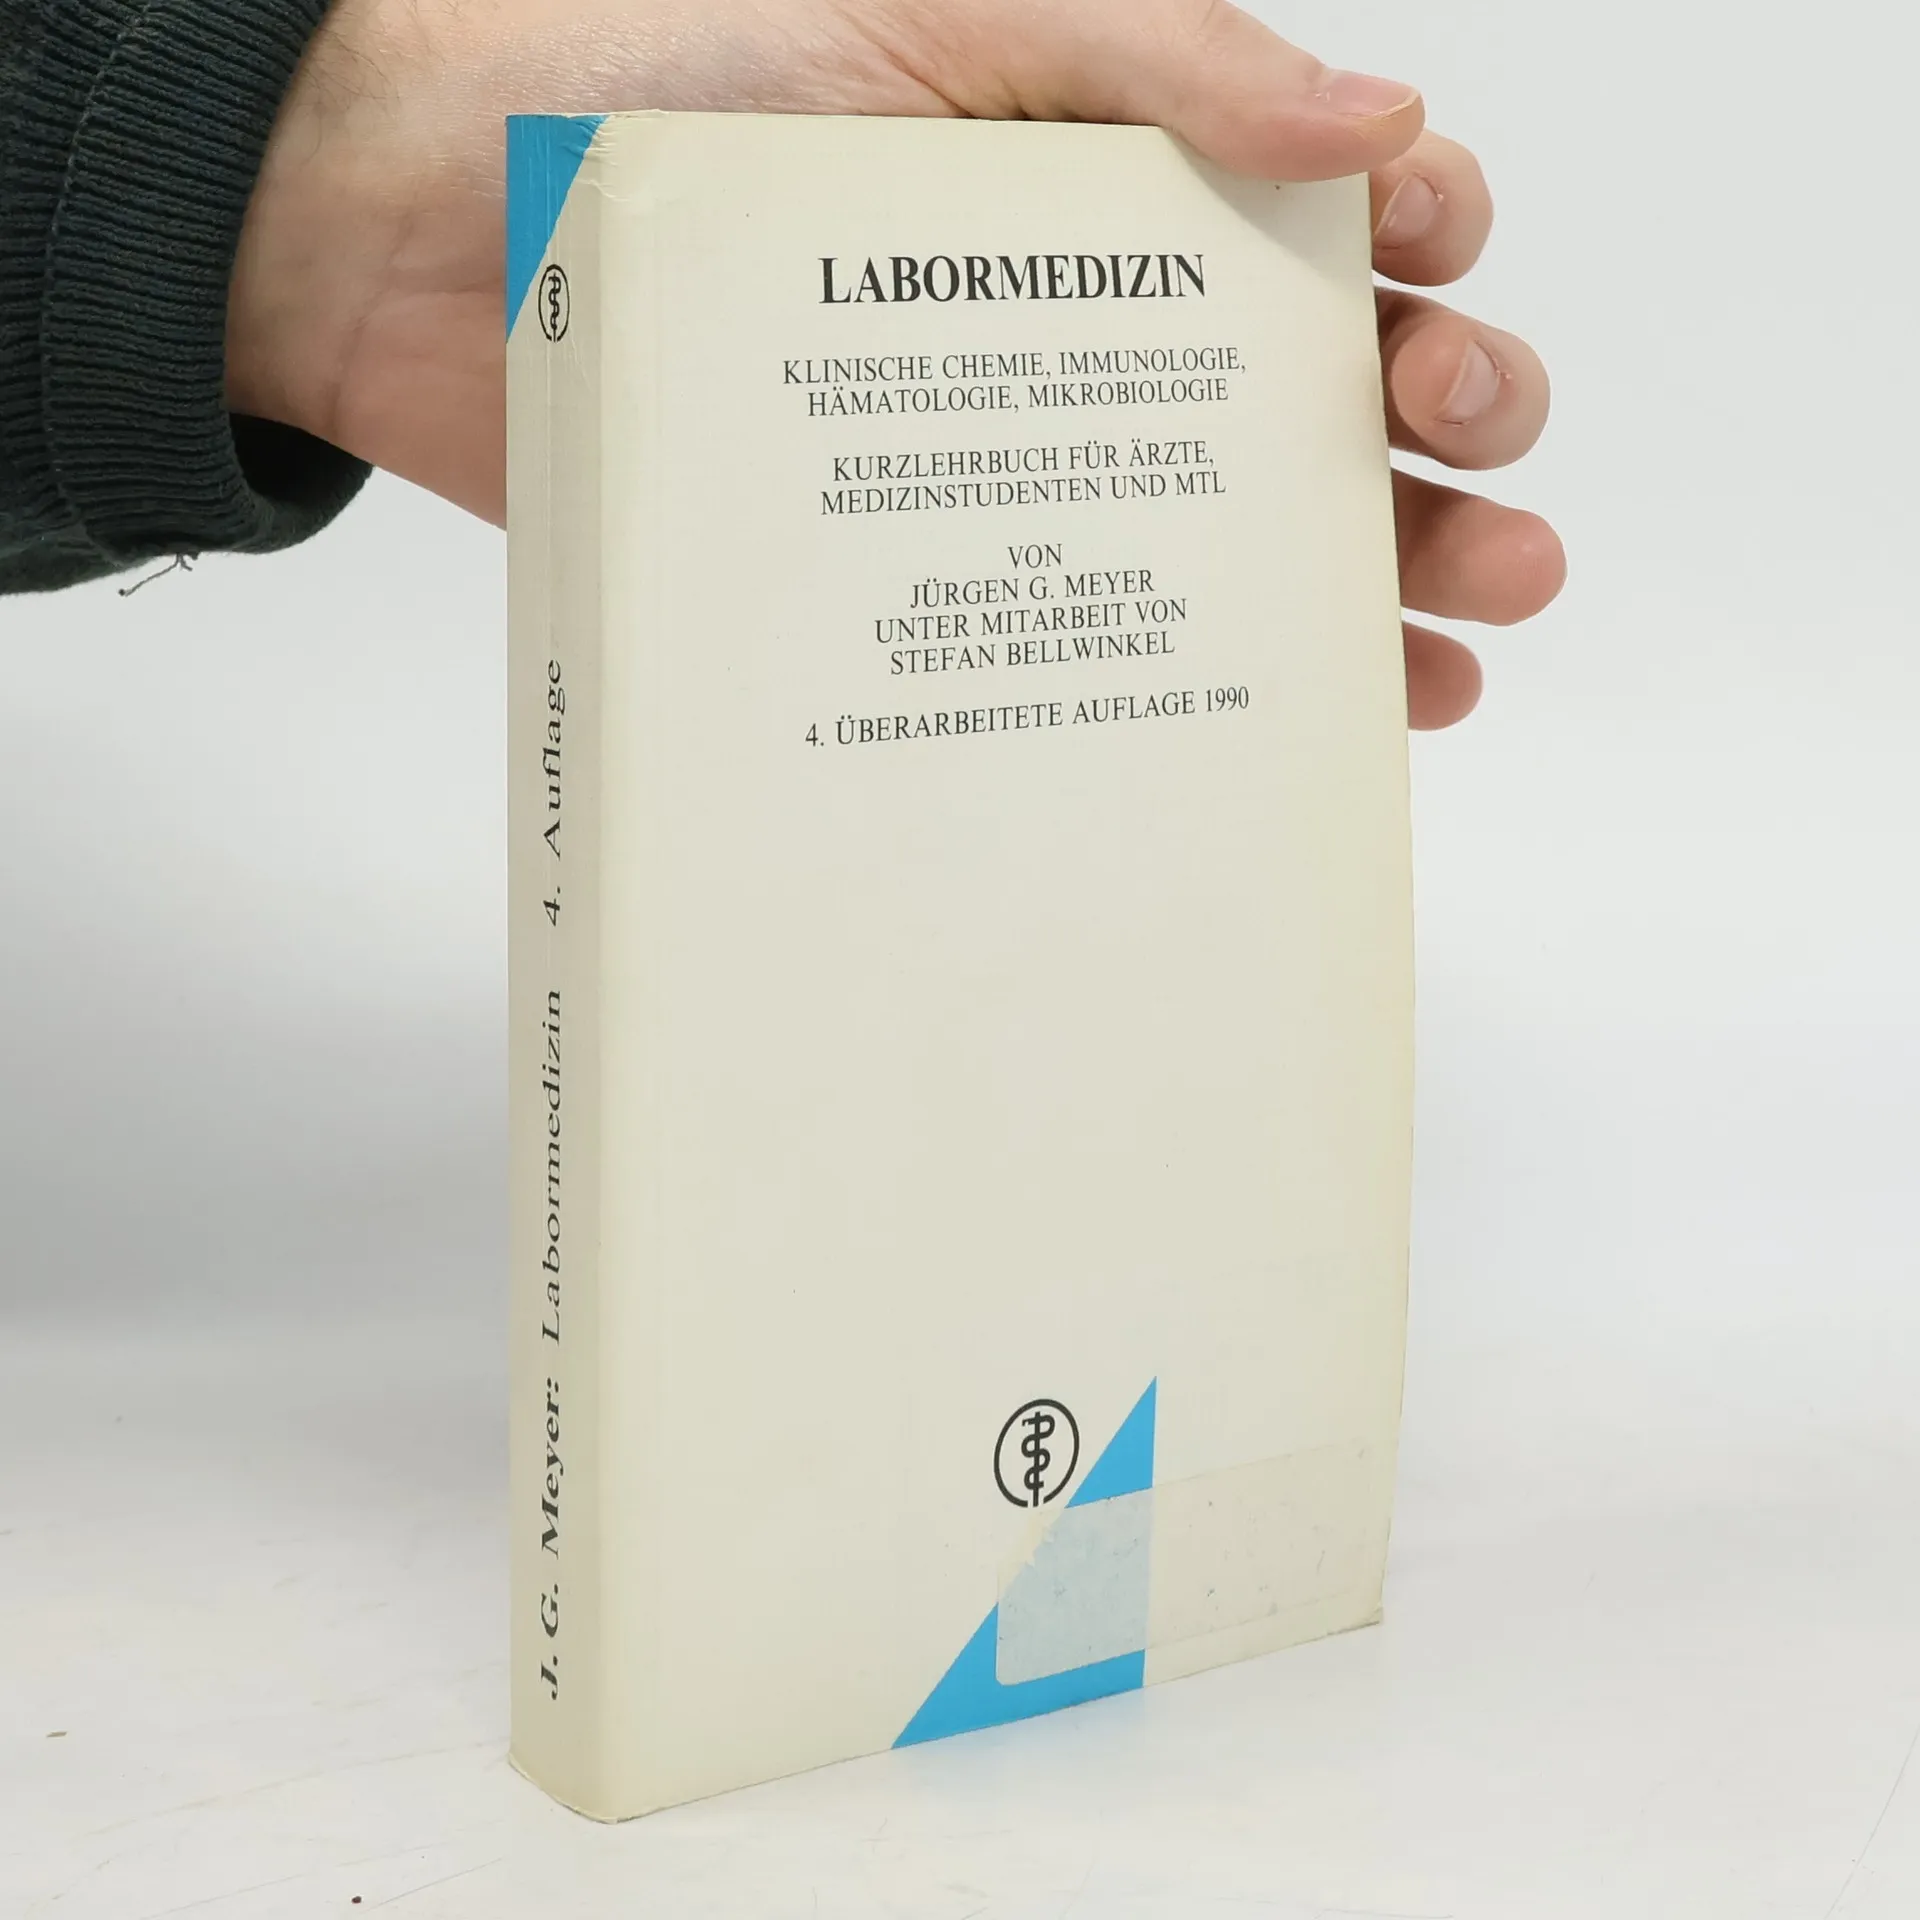 LABORMEDIZIN
KLINISCHE CHEMIE, IMMUNOLOGIE,
HÄMATOLOGIE, MIKROBIOLOGIE
KURZLEHRBUCH FÜR ÄRZTE,
MEDIZINSTUDENTEN UND MTL
VON
JÜRGEN G. MEYER
UNTER MITARBEIT VON
STEFAN BELLWINKEL
4. ÜBERARBEITETE AUFLAGE 1990
J. G. Meyer: Labormedizin 4. Auflage